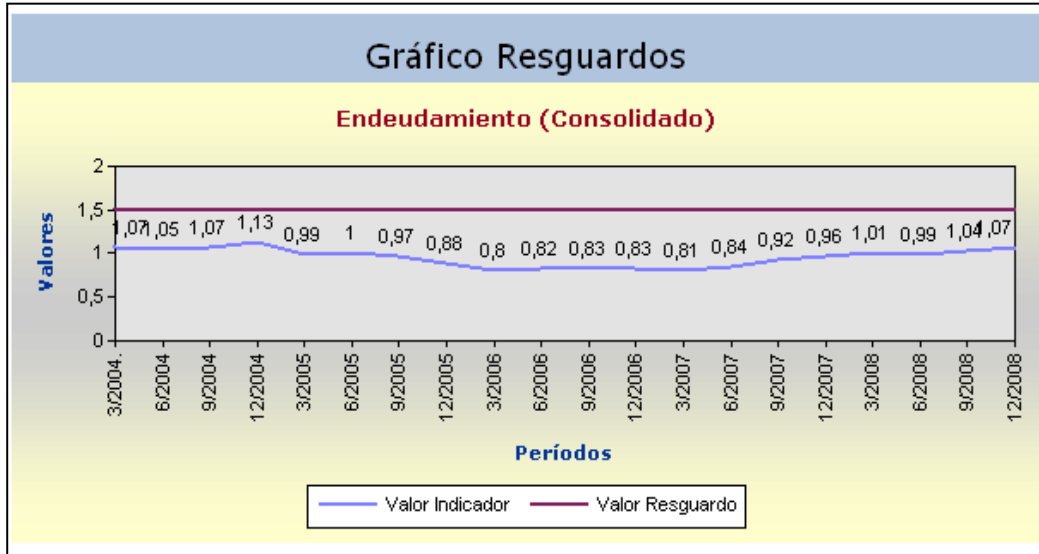 Gráfico Resguardos
Endeudamiento (Consolidado)
Valores
2
1,5
1
0,5
0
1,07 1,05 1,07 1,13 0,99 1 0,97 0,88 0,8 0,82 0,83 0,83 0,81 0,84 0,92 0,96 1,01 0,99 1,04 1,07
3/2004. 6/2004 9/2004 12/2004 3/2005 6/2005 9/2005 12/2005 3/2006 6/2006 9/2006 12/2006 3/2007 6/2007 9/2007 12/2007 3/2008 6/2008 9/2008 12/2008
Períodos
Valor Indicador Valor Resguardo